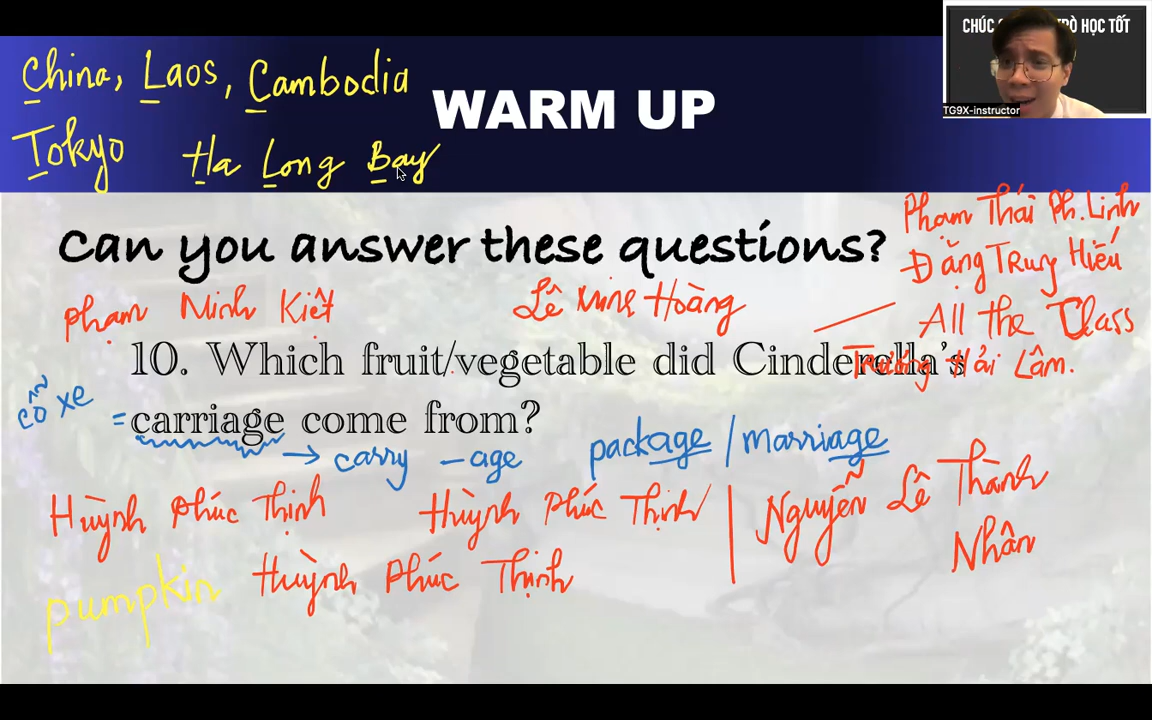 CHÚC TRÒ HỌC TỐT
TG9X-instructor
China, Laos, Cambodia
WARM UP
Tokyo Ha Long Bay
Phạm Thái Ph. Linh
Can you answer these questions?
Đặng Trung Hiếu
Phạm Minh Kiệt
Lê Minh Hoàng
All the Class
10. Which fruit/vegetable did Cinderella's
Trương Hải Lâm.
cỗ xe = carriage come from?
→ carry -age
package / marriage
Huỳnh Phúc Thịnh Huỳnh Phúc Thịnh | Nguyễn Lê Thành
Nhân
pumpkin Huỳnh Phúc Thịnh